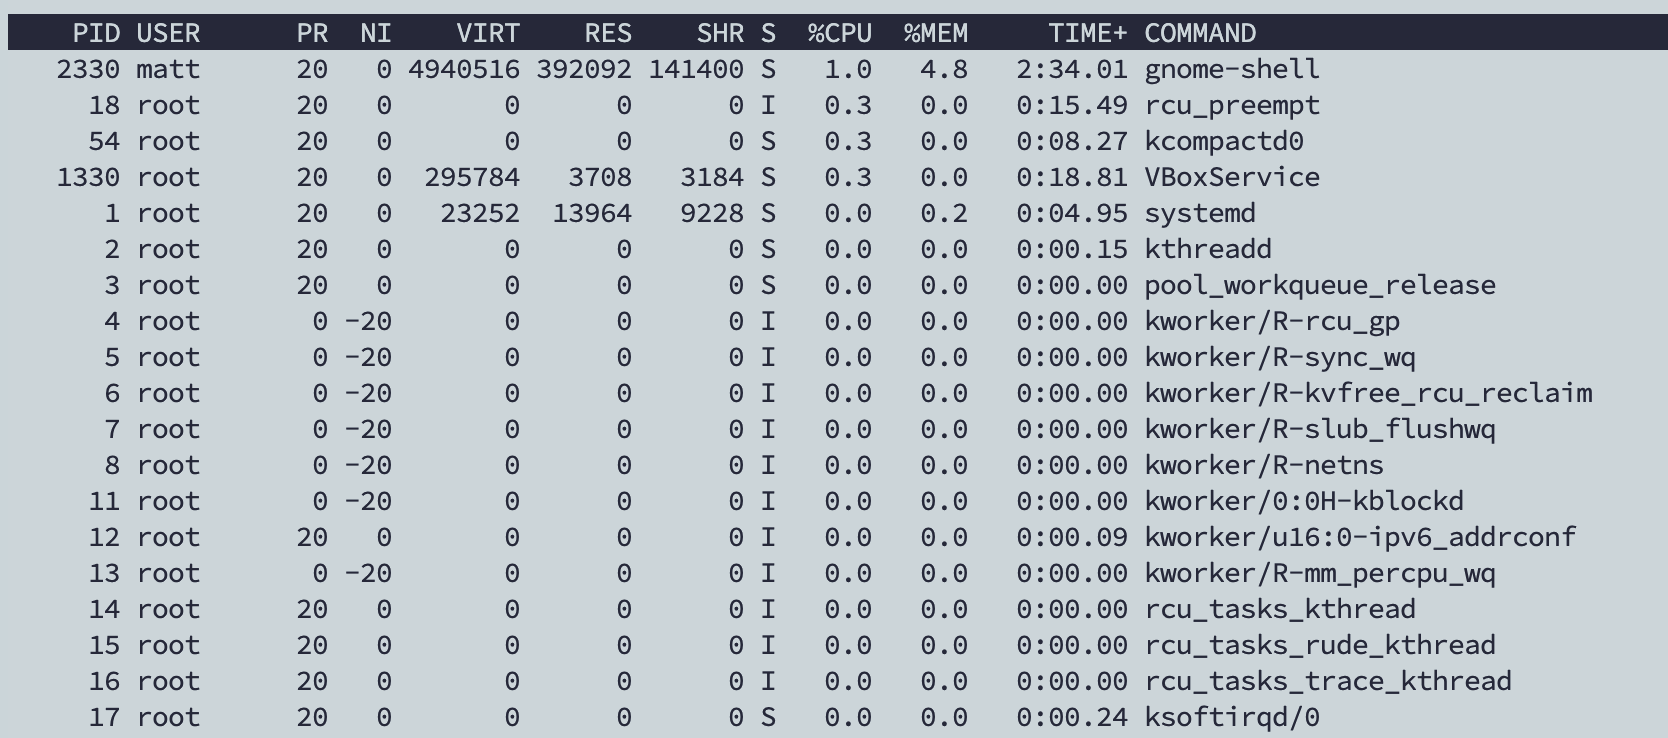 PID USER PR NI VIRT RES SHR S %CPU %MEM TIME+ COMMAND
2330 matt 20 0 4940516 392092 141400 S 1.0 4.8 2:34.01 gnome-shell
18 root 20 0 0 0 0 I 0.3 0.0 0:15.49 rcu_preempt
54 root 20 0 0 0 0 S 0.3 0.0 0:08.27 kcompactd0
1330 root 20 0 295784 3708 3184 S 0.3 0.0 0:18.81 VBoxService
1 root 20 0 23252 13964 9228 S 0.0 0.2 0:04.95 systemd
2 root 20 0 0 0 0 S 0.0 0.0 0:00.15 kthreadd
3 root 20 0 0 0 0 S 0.0 0.0 0:00.00 pool_workqueue_release
4 root 0 -20 0 0 0 I 0.0 0.0 0:00.00 kworker/R-rcu_gp
5 root 0 -20 0 0 0 I 0.0 0.0 0:00.00 kworker/R-sync_wq
6 root 0 -20 0 0 0 I 0.0 0.0 0:00.00 kworker/R-kvfree_rcu_reclaim
7 root 0 -20 0 0 0 I 0.0 0.0 0:00.00 kworker/R-slub_flushwq
8 root 0 -20 0 0 0 I 0.0 0.0 0:00.00 kworker/R-netns
11 root 0 -20 0 0 0 I 0.0 0.0 0:00.00 kworker/0:0H-kblockd
12 root 20 0 0 0 0 I 0.0 0.0 0:00.09 kworker/u16:0-ipv6_addrconf
13 root 0 -20 0 0 0 I 0.0 0.0 0:00.00 kworker/R-mm_percpu_wq
14 root 20 0 0 0 0 I 0.0 0.0 0:00.00 rcu_tasks_kthread
15 root 20 0 0 0 0 I 0.0 0.0 0:00.00 rcu_tasks_rude_kthread
16 root 20 0 0 0 0 I 0.0 0.0 0:00.00 rcu_tasks_trace_kthread
17 root 20 0 0 0 0 S 0.0 0.0 0:00.24 ksoftirqd/0